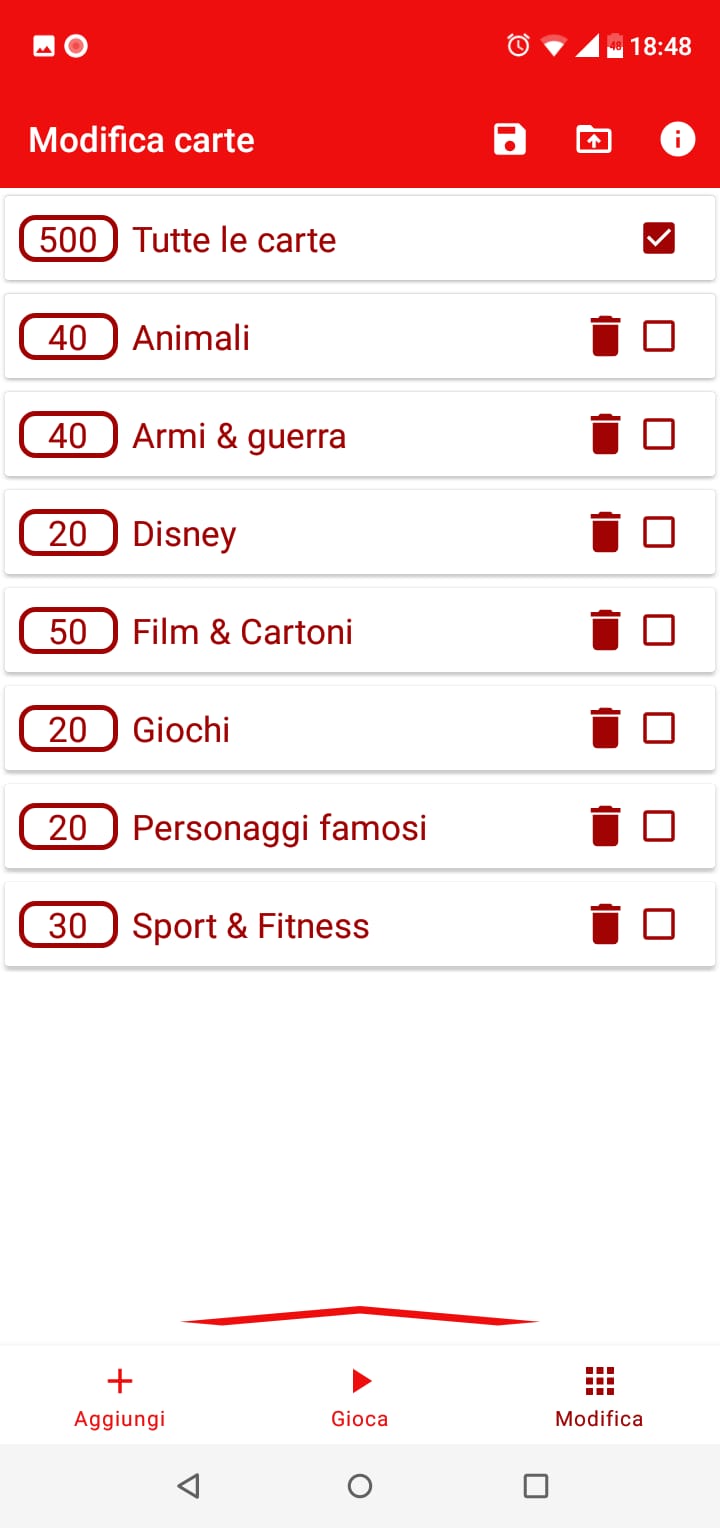 48 18:48
Modifica carte
500 Tutte le carte
40 Animali
40 Armi & guerra
20 Disney
50 Film & Cartoni
20 Giochi
20 Personaggi famosi
30 Sport & Fitness
Aggiungi Gioca Modifica